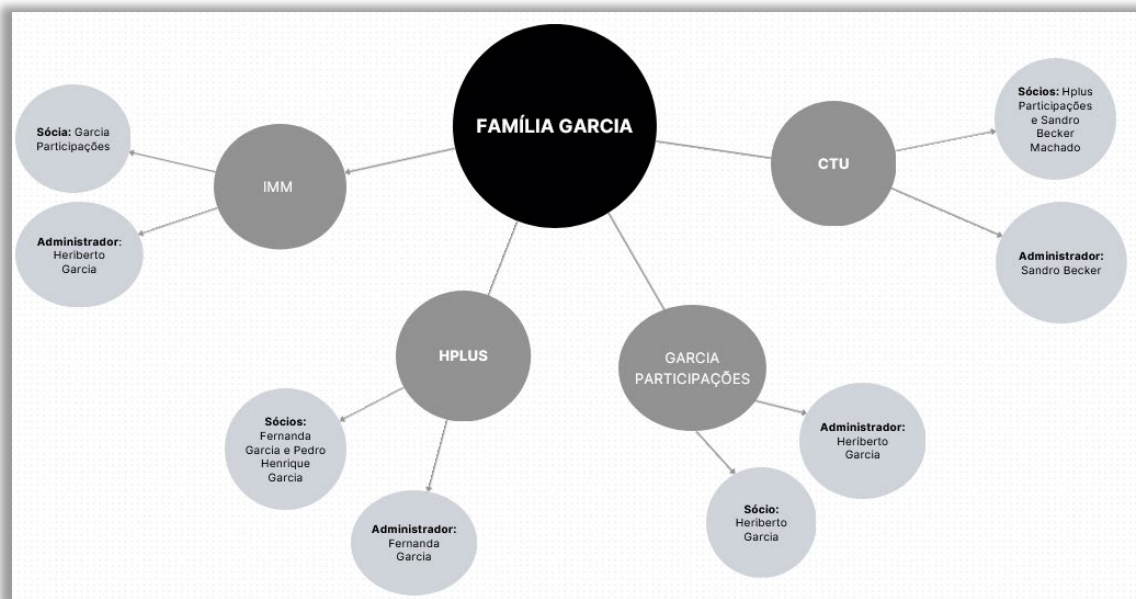 FAMÍLIA GARCIA
Sócia: Garcia
Participações
IMM
Administrador:
Heriberto
Garcia
CTU
Sócios: Hplus
Participações
e Sandro
Becker
Machado
Administrador:
Sandro Becker
HPLUS
Sócios:
Fernanda
Garcia e Pedro
Henrique
Garcia
Administrador:
Fernanda
Garcia
GARCIA
PARTICIPAÇÕES
Administrador:
Heriberto
Garcia
Sócio:
Heriberto
Garcia